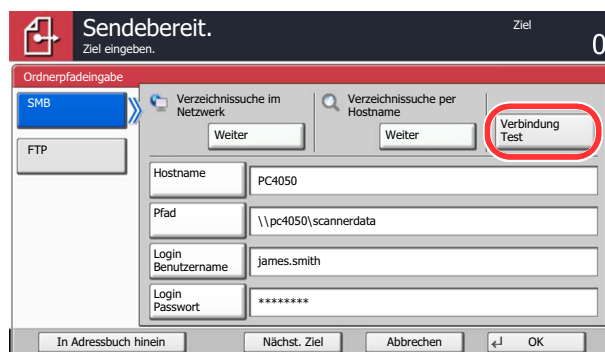 Sendebereit.
Ziel eingeben.
Ziel
0
Ordnerpfadeingabe
SMB
FTP
Verzeichnissuche im
Netzwerk
Weiter
Verzeichnissuche per
Hostname
Weiter
Verbindung
Test
Hostname
PC4050
Pfad
\\pc4050\scannerdata
Login
Benutzername
james.smith
Login
Passwort
********
In Adressbuch hinein
Nächst. Ziel
Abbrechen
OK